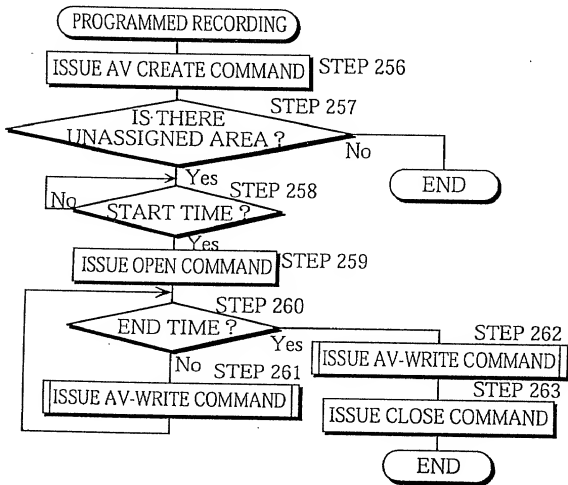 PROGRAMMED RECORDING
ISSUE AV CREATE COMMAND
STEP 256
STEP 257
IS THERE
UNASSIGNED AREA ?
No
END
Yes
STEP 258
No
START TIME ?
Yes
ISSUE OPEN COMMAND
STEP 259
STEP 260
END TIME ?
Yes
STEP 262
No
STEP 261
ISSUE AV-WRITE COMMAND
ISSUE AV-WRITE COMMAND
STEP 263
ISSUE CLOSE COMMAND
END